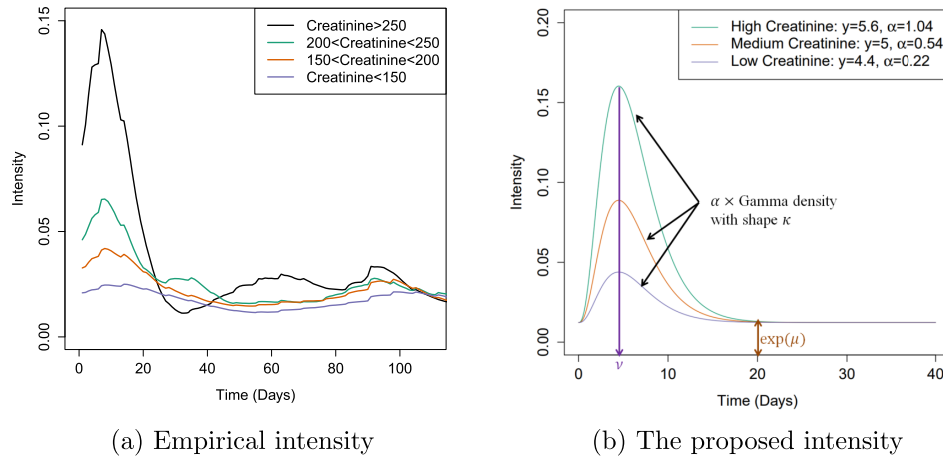 Creatinine>250
200<Creatinine<250
150<Creatinine<200
Creatinine<150
0.15
0.10
0.05
0.00
Intensity
0
20
40
60
80
100
Time (Days)
(a) Empirical intensity
High Creatinine: y=5.6, α=1.04
Medium Creatinine: y=5, α=0.54
Low Creatinine: y=4.4, α=0.22
0.20
0.15
0.10
0.05
0.00
Intensity
α × Gamma density
with shape κ
exp(μ)
ν
0
10
20
30
40
Time (Days)
(b) The proposed intensity